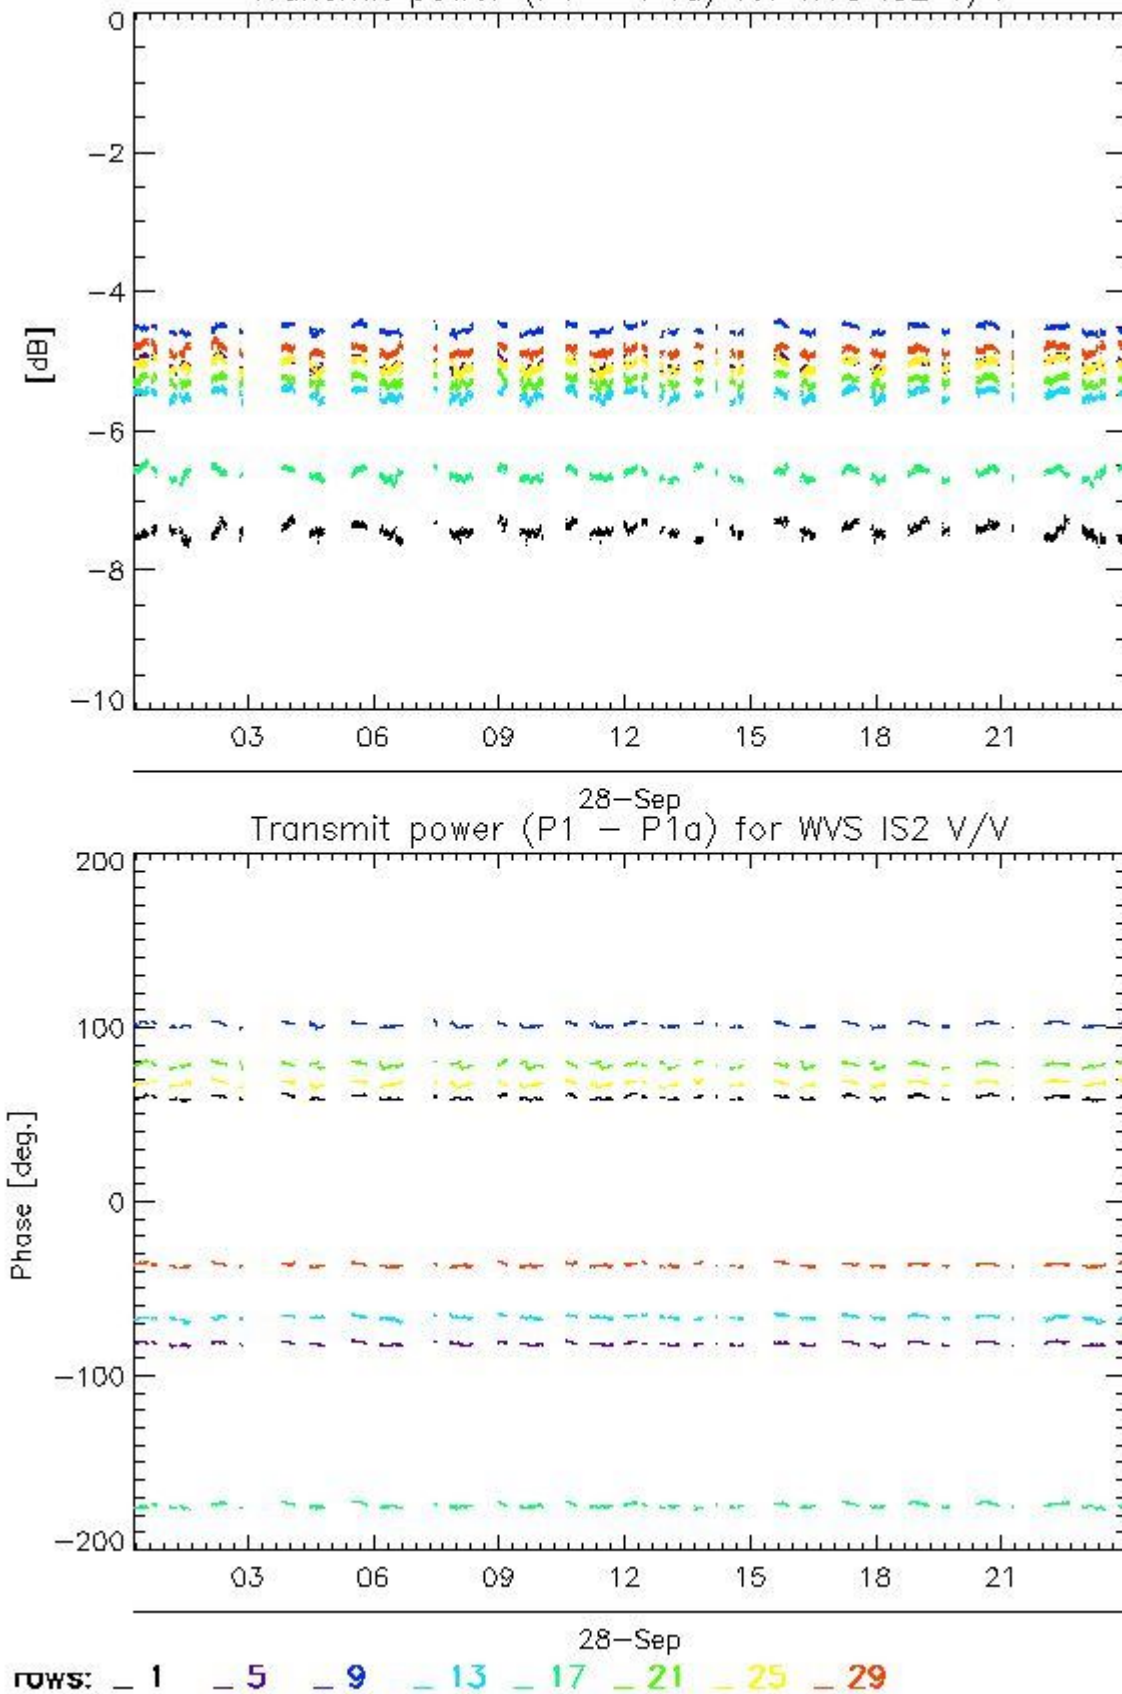 0
−2
−4
[dB]
−6
−8
−10
03 06 09 12 15 18 21
28−Sep
Transmit power (P1 − P1a) for WVS IS2 V/V
200
100
0
Phase [deg.]
−100
−200
03 06 09 12 15 18 21
28−Sep
rows: _ 1 _ 5 _ 9 _ 13 _ 17 _ 21 _ 25 _ 29